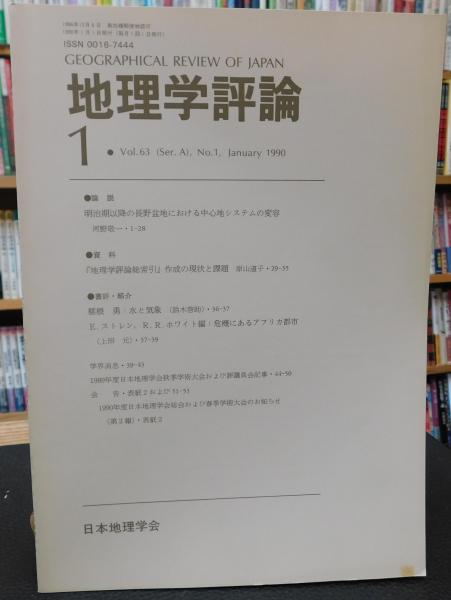 ISSN 0016-7444
GEOGRAPHICAL REVIEW OF JAPAN
地理学評論
1 ● Vol. 63 (Ser. A), No. 1, January 1990
●論 説
明治期以降の長野盆地における中心地システムの変容
河野敬一・1-28
●資 料
『地理学評論総索引』作成の現状と課題 岸山道子・29-35
●書評・紹介
榧根 勇:水と気象 (鈴木啓助)・36-37
E. ストレン, R. R. ホワイト編:危機にあるアフリカ都市
(上田 元)・37-39
学界消息・39-43
1989年度日本地理学会秋季学術大会および評議員会記事・44-50
会 告・表紙2および51-53
1990年度日本地理学会総会および春季学術大会のお知らせ
(第3報)・表紙2
日本地理学会